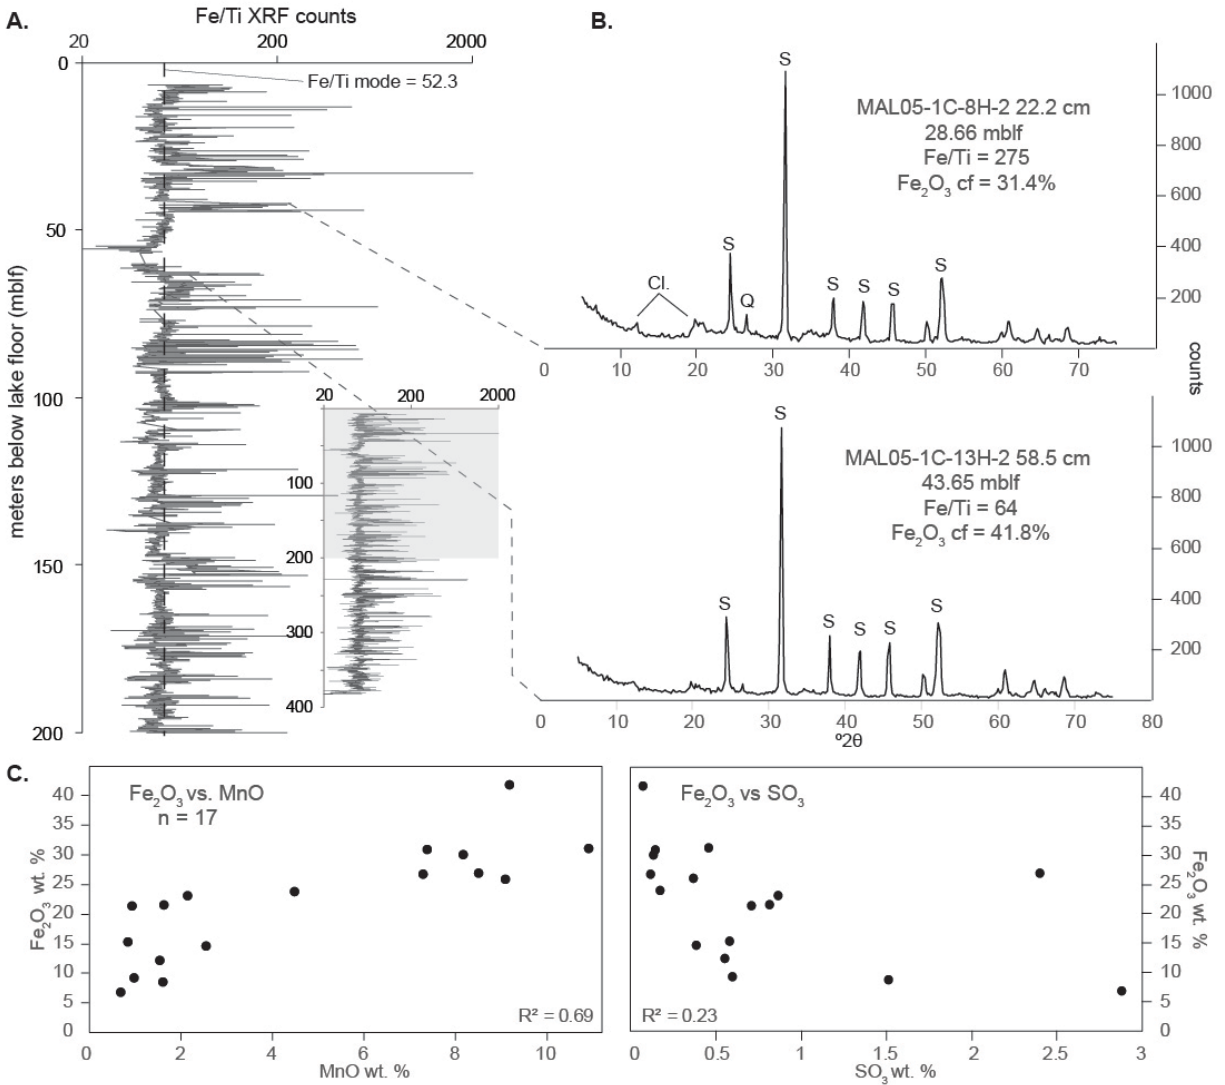 A.
Fe/Ti XRF counts
20 200 2000
Fe/Ti mode = 52.3
meters below lake floor (mblf)
0
50
100
150
200
20 200 2000
100
200
300
400
B.
MAL05-1C-8H-2 22.2 cm
28.66 mblf
Fe/Ti = 275
Fe2O3 cf = 31.4%
S
S
Cl.
Q
S
S
S
S
1000
800
600
400
200
counts
0 10 20 30 40 50 60 70
MAL05-1C-13H-2 58.5 cm
43.65 mblf
Fe/Ti = 64
Fe2O3 cf = 41.8%
S
S
S
S
S
S
1000
800
600
400
200
0 10 20 30 40 50 60 70 80
º2θ
C.
Fe2O3 vs. MnO
n = 17
Fe2O3 wt. %
40
35
30
25
20
15
10
5
0
R² = 0.69
0 2 4 6 8 10
MnO wt. %
Fe2O3 vs SO3
40
35
30
25
20
15
10
5
0
Fe2O3 wt. %
R² = 0.23
0 0.5 1 1.5 2 2.5 3
SO3 wt. %